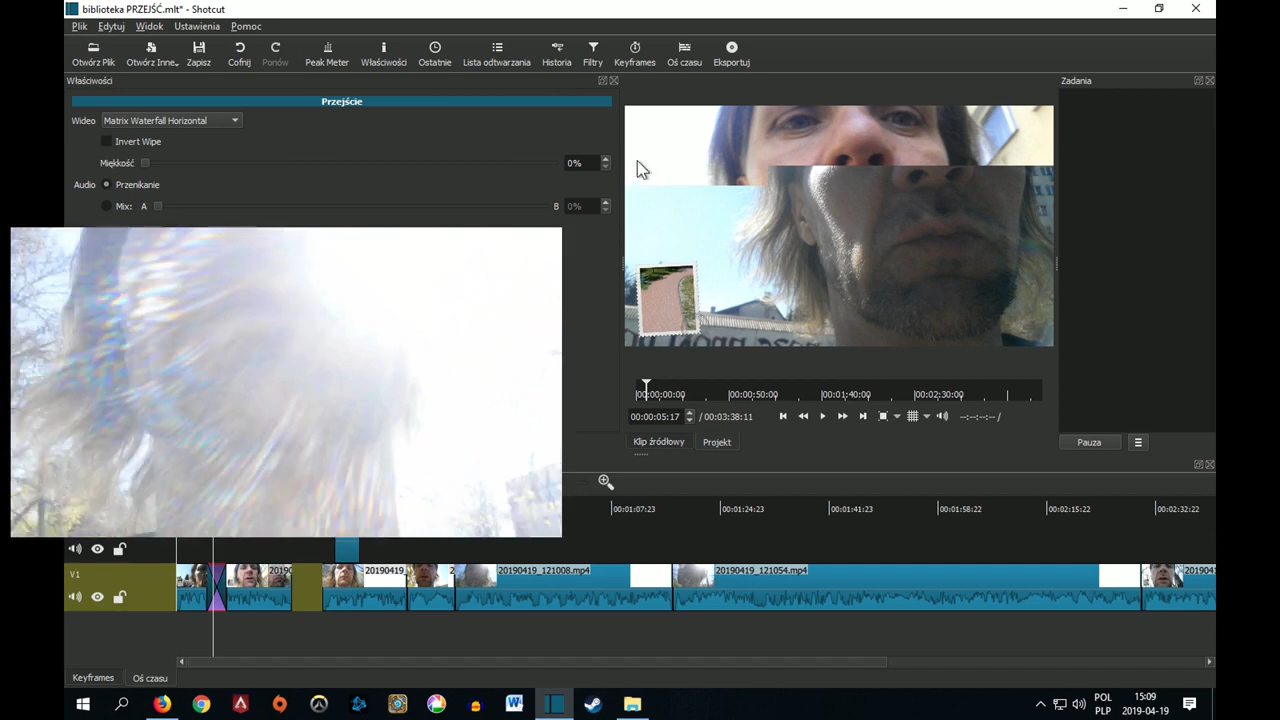 biblioteka PRZEJŚĆ.mlt* - Shotcut
Plik Edytuj Widok Ustawienia Pomoc
Otwórz Plik Otwórz Inne.. Zapisz Cofnij Ponów Peak Meter Właściwości Ostatnie Lista odtwarzania Historia Filtry Keyframes Oś czasu Eksportuj
Właściwości
Zadania
Przejście
Wideo Matrix Waterfall Horizontal
Invert Wipe
Miękkość 0%
Audio Przenikanie
Mix: A B 0%
00:00:00:00 00:00:50:00 00:01:40:00 00:02:30:00
00:00:05:17 / 00:03:38:11 --:--:--:-- /
Klip źródłowy Projekt
Pauza
00:01:07:23 00:01:24:23 00:01:41:23 00:01:58:22 00:02:15:22 00:02:32:22
V1
20190419_ 2 20190419_121008.mp4 20190419_121054.mp4
Keyframes Oś czasu
POL 15:09
PLP 2019-04-19